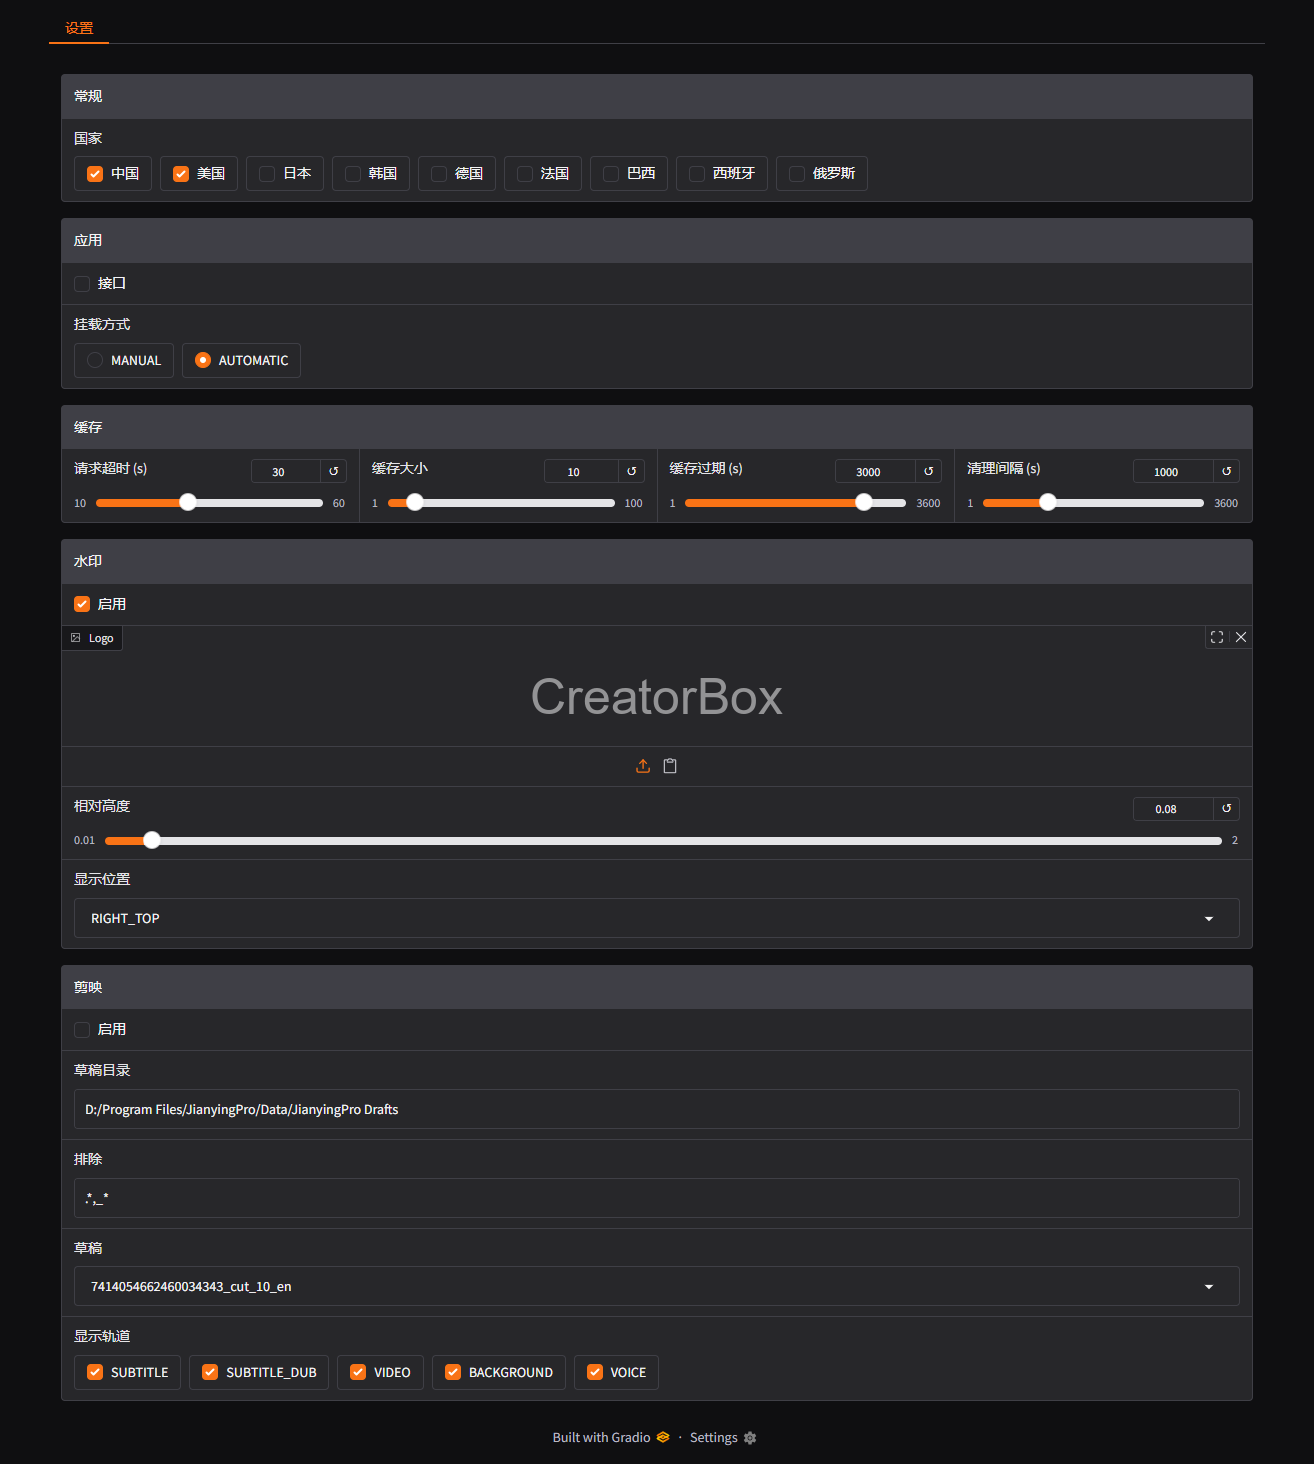 设置
常规
国家
中国 美国 日本 韩国 德国 法国 巴西 西班牙 俄罗斯
应用
接口
挂载方式
MANUAL AUTOMATIC
缓存
请求超时 (s) 30 ↺ 缓存大小 10 ↺ 缓存过期 (s) 3000 ↺ 清理间隔 (s) 1000 ↺
10 60 1 100 1 3600 1 3600
水印
启用
Logo
CreatorBox
相对高度 0.08 ↺
0.01 2
显示位置
RIGHT_TOP
剪映
启用
草稿目录
D:/Program Files/JianyingPro/Data/JianyingPro Drafts
排除
.*,_*
草稿
7414054662460034343_cut_10_en
显示轨道
SUBTITLE SUBTITLE_DUB VIDEO BACKGROUND VOICE
Built with Gradio · Settings